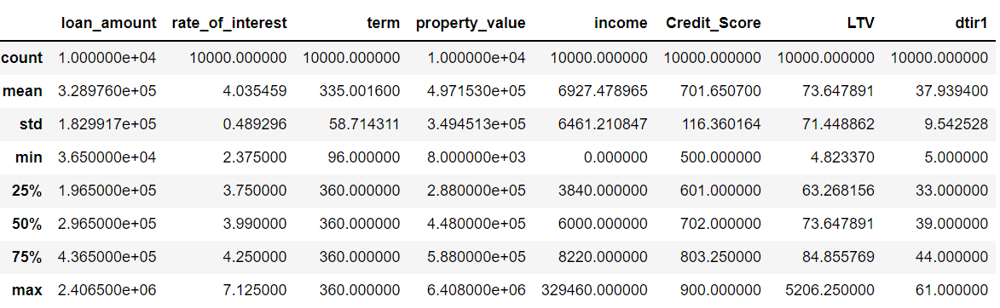 loan_amount rate_of_interest term property_value income Credit_Score LTV dtir1
count 1.000000e+04 10000.000000 10000.000000 1.000000e+04 10000.000000 10000.000000 10000.000000 10000.000000
mean 3.289760e+05 4.035459 335.001600 4.971530e+05 6927.478965 701.650700 73.647891 37.939400
std 1.829917e+05 0.489296 58.714311 3.494513e+05 6461.210847 116.360164 71.448862 9.542528
min 3.650000e+04 2.375000 96.000000 8.000000e+03 0.000000 500.000000 4.823370 5.000000
25% 1.965000e+05 3.750000 360.000000 2.880000e+05 3840.000000 601.000000 63.268156 33.000000
50% 2.965000e+05 3.990000 360.000000 4.480000e+05 6000.000000 702.000000 73.647891 39.000000
75% 4.365000e+05 4.250000 360.000000 5.880000e+05 8220.000000 803.250000 84.855769 44.000000
max 2.406500e+06 7.125000 360.000000 6.408000e+06 329460.000000 900.000000 5206.250000 61.000000